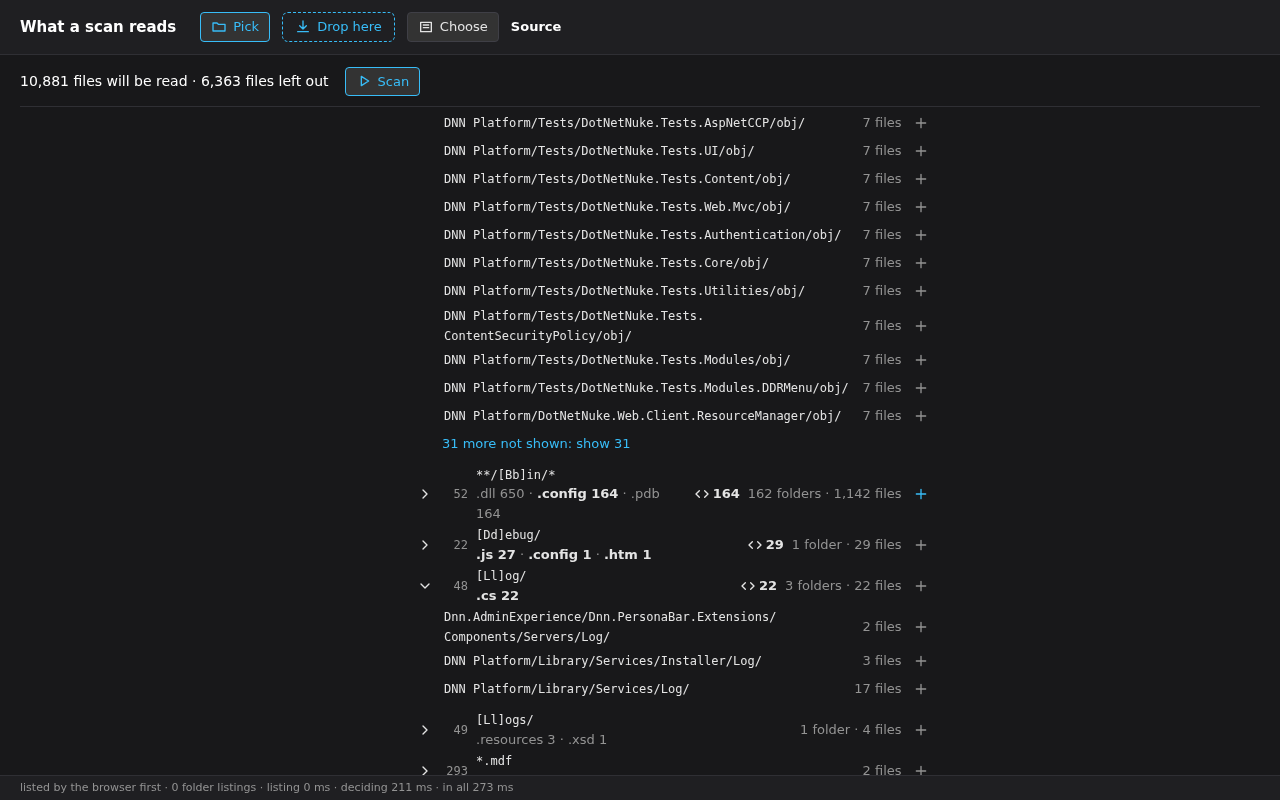 What a scan reads Pick Drop here Choose Source
10,881 files will be read · 6,363 files left out Scan
DNN Platform/Tests/DotNetNuke.Tests.AspNetCCP/obj/ 7 files
DNN Platform/Tests/DotNetNuke.Tests.UI/obj/ 7 files
DNN Platform/Tests/DotNetNuke.Tests.Content/obj/ 7 files
DNN Platform/Tests/DotNetNuke.Tests.Web.Mvc/obj/ 7 files
DNN Platform/Tests/DotNetNuke.Tests.Authentication/obj/ 7 files
DNN Platform/Tests/DotNetNuke.Tests.Core/obj/ 7 files
DNN Platform/Tests/DotNetNuke.Tests.Utilities/obj/ 7 files
DNN Platform/Tests/DotNetNuke.Tests.
ContentSecurityPolicy/obj/ 7 files
DNN Platform/Tests/DotNetNuke.Tests.Modules/obj/ 7 files
DNN Platform/Tests/DotNetNuke.Tests.Modules.DDRMenu/obj/ 7 files
DNN Platform/DotNetNuke.Web.Client.ResourceManager/obj/ 7 files
31 more not shown: show 31
**/[Bb]in/*
52 .dll 650 · .config 164 · .pdb 164 162 folders · 1,142 files
164
[Dd]ebug/
22 .js 27 · .config 1 · .htm 1 29 1 folder · 29 files
[Ll]og/
48 .cs 22 22 3 folders · 22 files
Dnn.AdminExperience/Dnn.PersonaBar.Extensions/
Components/Servers/Log/ 2 files
DNN Platform/Library/Services/Installer/Log/ 3 files
DNN Platform/Library/Services/Log/ 17 files
[Ll]ogs/
49 .resources 3 · .xsd 1 1 folder · 4 files
*.mdf
293 2 files
listed by the browser first · 0 folder listings · listing 0 ms · deciding 211 ms · in all 273 ms